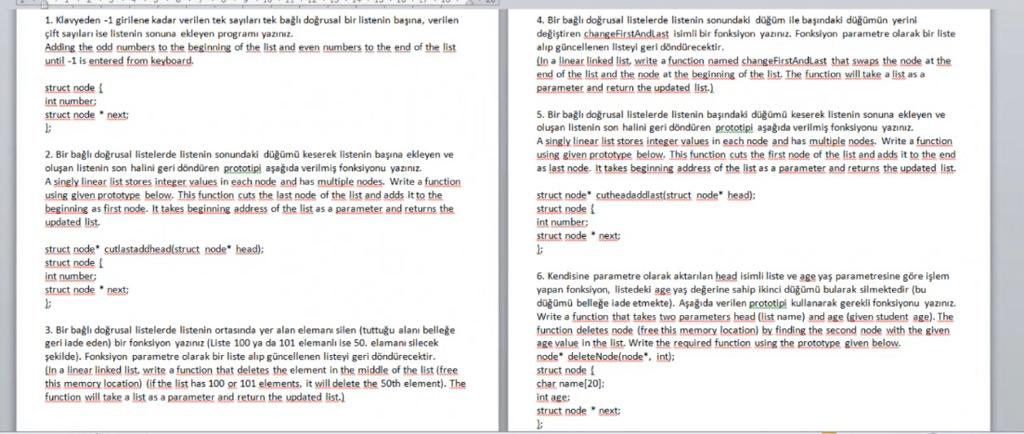 1. Klavyeden -1 girilene kadar verilen tek sayıları tek bağlı doğrusal bir listenin başına, verilen
çift sayıları ise listenin sonuna ekleyen programı yazınız.
Adding the odd numbers to the beginning of the list and even numbers to the end of the list
until -1 is entered from keyboard.
struct node {
int number;
struct node * next;
};
2. Bir bağlı doğrusal listelerde listenin sonundaki düğümü keserek listenin başına ekleyen ve
oluşan listenin son halini geri döndüren prototipi aşağıda verilmiş fonksiyonu yazınız.
A singly linear list stores integer values in each node and has multiple nodes. Write a function
using given prototype below. This function cuts the last node of the list and adds it to the
beginning as first node. It takes beginning address of the list as a parameter and returns the
updated list.
struct node* cutlastaddhead(struct node* head);
struct node {
int number;
struct node * next;
};
3. Bir bağlı doğrusal listelerde listenin ortasında yer alan elemanı silen (tuttuğu alanı belleğe
geri iade eden) bir fonksiyon yazınız (Liste 100 ya da 101 elemanlı ise 50. elamanı silecek
şekilde). Fonksiyon parametre olarak bir liste alıp güncellenen listeyi geri döndürecektir.
(In a linear linked list, write a function that deletes the element in the middle of the list (free
this memory location) (if the list has 100 or 101 elements, it will delete the 50th element). The
function will take a list as a parameter and return the updated list.)
4. Bir bağlı doğrusal listelerde listenin sonundaki düğüm ile başındaki düğümün yerini
değiştiren changeFirstAndLast isimli bir fonksiyon yazınız. Fonksiyon parametre olarak bir liste
alıp güncellenen listeyi geri döndürecektir.
(In a linear linked list, write a function named changeFirstAndLast that swaps the node at the
end of the list and the node at the beginning of the list. The function will take a list as a
parameter and return the updated list.)
5. Bir bağlı doğrusal listelerde listenin başındaki düğümü keserek listenin sonuna ekleyen ve
oluşan listenin son halini geri döndüren prototipi aşağıda verilmiş fonksiyonu yazınız.
A singly linear list stores integer values in each node and has multiple nodes. Write a function
using given prototype below. This function cuts the first node of the list and adds it to the end
as last node. It takes beginning address of the list as a parameter and returns the updated list.
struct node* cutheadaddlast(struct node* head);
struct node {
int number;
struct node * next;
};
6. Kendisine parametre olarak aktarılan head isimli liste ve age yaş parametresine göre işlem
yapan fonksiyon, listedeki age yaş değerine sahip ikinci düğümü bularak silmektedir (bu
düğümü belleğe iade etmekte). Aşağıda verilen prototipi kullanarak gerekli fonksiyonu yazınız.
Write a function that takes two parameters head (list name) and age (given student age). The
function deletes node (free this memory location) by finding the second node with the given
age value in the list. Write the required function using the prototype given below.
node* deleteNode(node*, int);
struct node {
char name[20];
int age;
struct node * next;
};